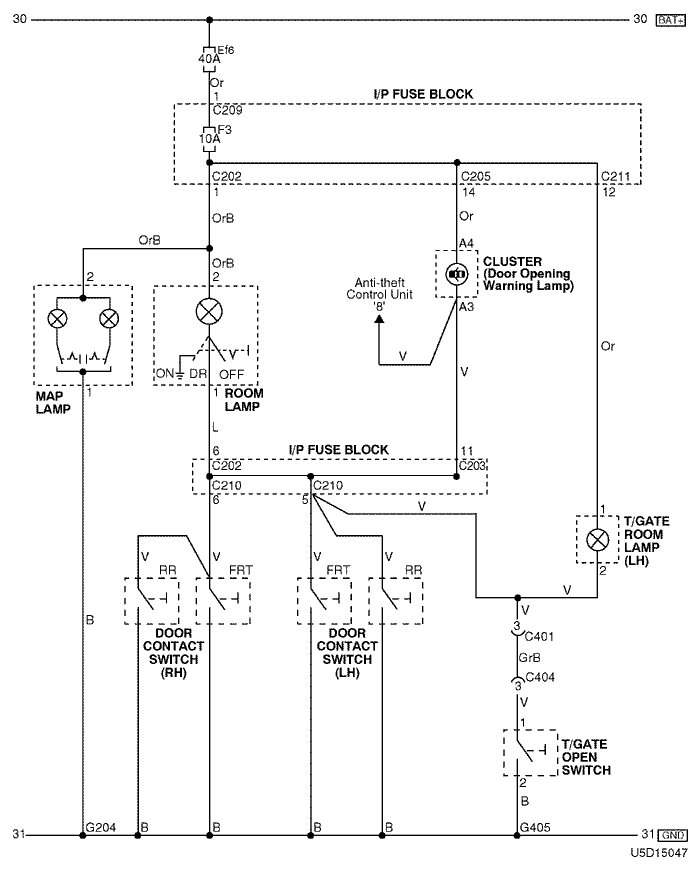 30
30 BAT+
Ef6
40A
Or
1
I/P FUSE BLOCK
C209
F3
10A
C202
C205
C211
1
14
12
OrB
Or
OrB
A4
OrB
CLUSTER
(Door Opening
Warning Lamp)
2
2
Anti-theft
Control Unit
'8'
A3
Or
V
V
ON DR OFF
1
1
MAP
LAMP
ROOM
LAMP
L
I/P FUSE BLOCK
6
11
C202
C203
C210
C210
6
5
V
1
T/GATE
ROOM
LAMP
(LH)
2
V
V
V
V
RR
FRT
FRT
RR
V
V
3
C401
B
DOOR
CONTACT
SWITCH
(RH)
DOOR
CONTACT
SWITCH
(LH)
GrB
C404
3
V
1
T/GATE
OPEN
SWITCH
2
B
G204
B
B
B
B
G405
31
31 GND
U5D15047